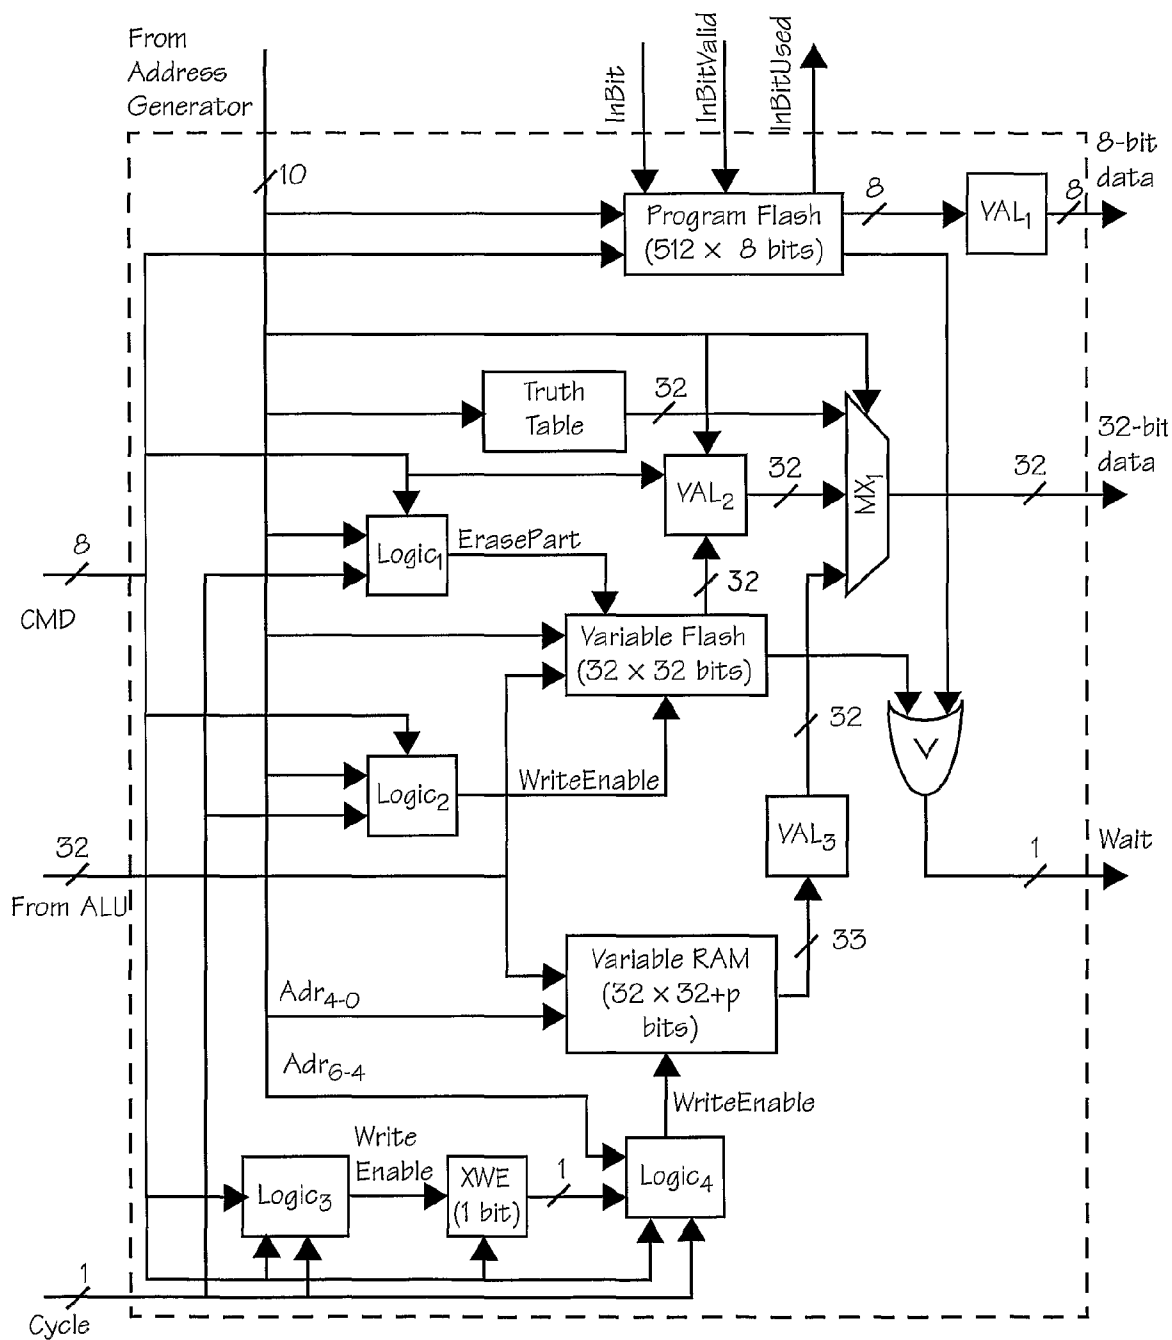 From
Address
Generator
InBit
InBitValid
InBitUsed
10
8-bit
data
Program Flash
(512 × 8 bits)
8
VAL1
8
Truth
Table
32
32-bit
data
VAL2
32
MX1
32
8
CMD
Logic1
ErasePart
32
Variable Flash
(32 × 32 bits)
32
V
Logic2
WriteEnable
VAL3
32
From ALU
1
Wait
33
Variable RAM
(32 × 32+p
bits)
Adr4-0
Adr6-4
WriteEnable
Write
Enable
Logic3
XWE
(1 bit)
1
Logic4
1
Cycle